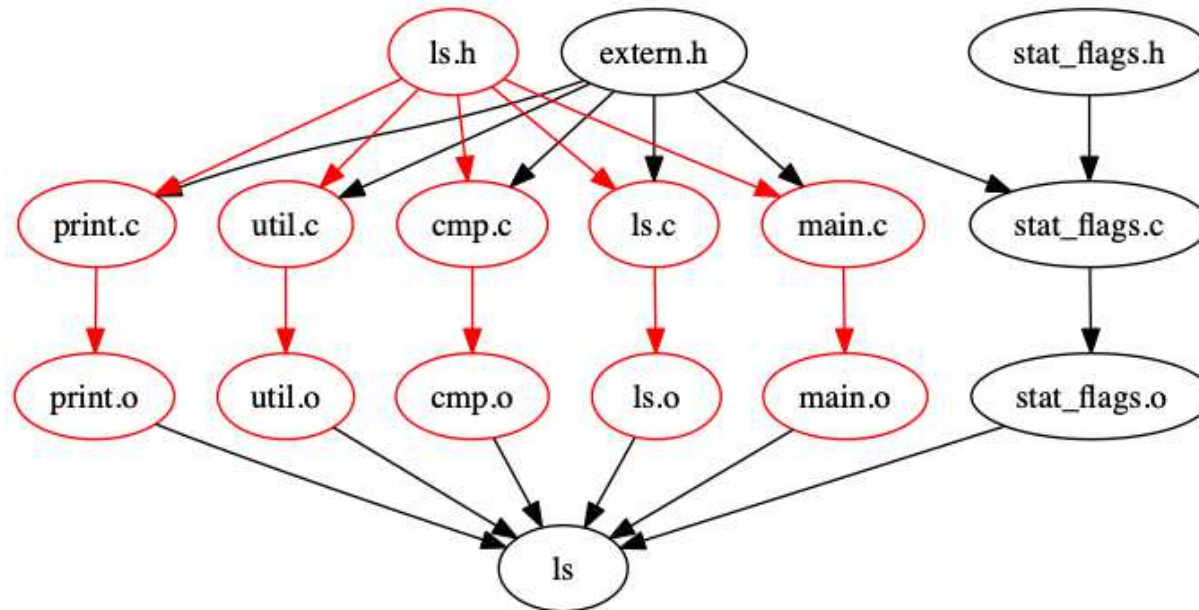 ls.h
extern.h
stat_flags.h
print.c
util.c
cmp.c
ls.c
main.c
stat_flags.c
print.o
util.o
cmp.o
ls.o
main.o
stat_flags.o
ls